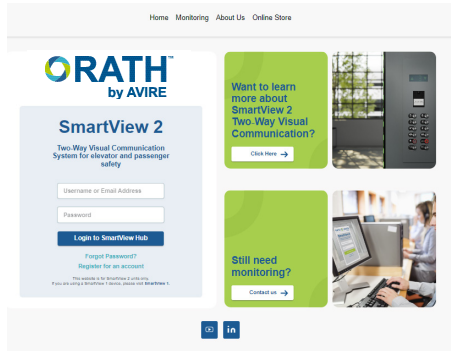 Home Monitoring About Us Online Store
ORATH™
by AVIRE
SmartView 2
Two-Way Visual Communication
System for elevator and passenger
safety
Username or Email Address
Password
Login to SmartView Hub
Forgot Password?
Register for an account
This website is for SmartView 2 units only.
If you are using a SmartView 1 device, please visit SmartView 1.
Want to learn
more about
SmartView 2
Two-Way Visual
Communication?
Click Here →
Still need
monitoring?
Contact us →
in